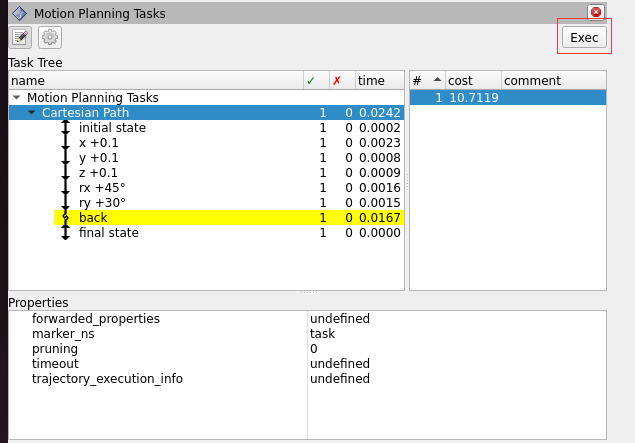 Motion Planning Tasks
Exec
Task Tree
name ✓ ✗ time
Motion Planning Tasks
Cartesian Path 1 0 0.0242
initial state 1 0 0.0002
x +0.1 1 0 0.0023
y +0.1 1 0 0.0008
z +0.1 1 0 0.0009
rx +45° 1 0 0.0016
ry +30° 1 0 0.0015
back 1 0 0.0167
final state 1 0 0.0000
# cost comment
1 10.7119
Properties
forwarded_properties undefined
marker_ns task
pruning 0
timeout undefined
trajectory_execution_info undefined